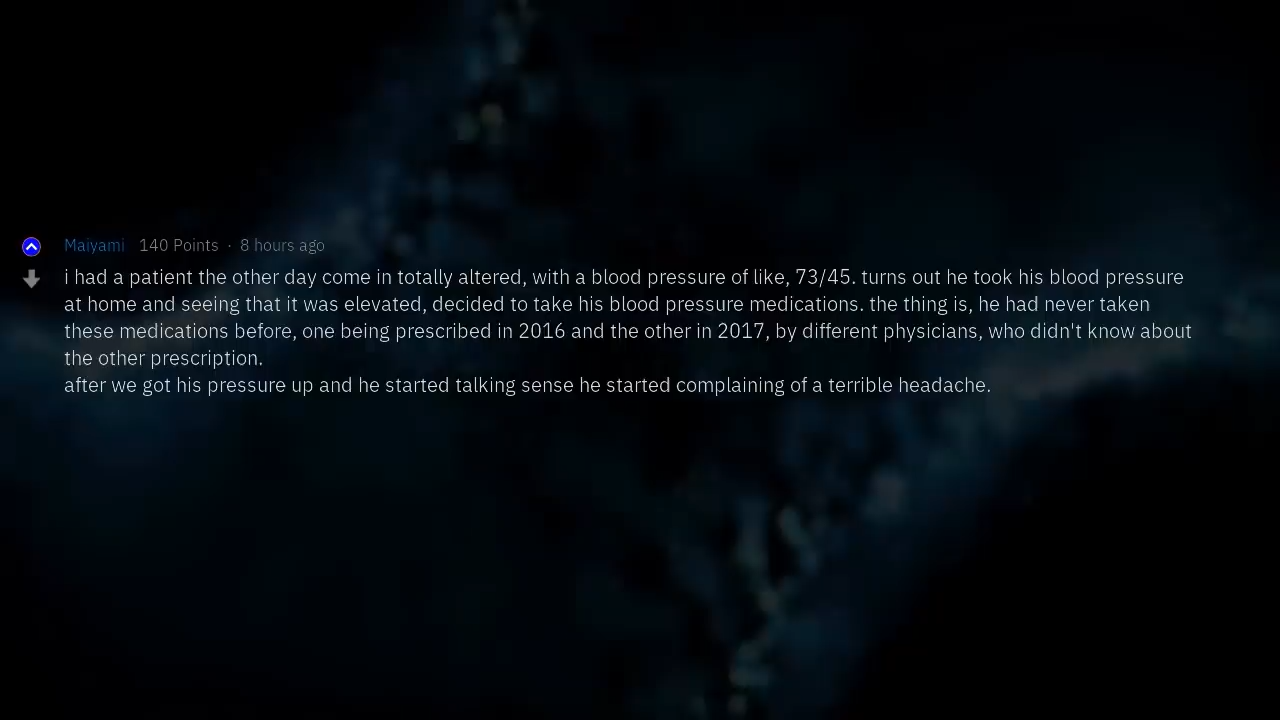 Maiyami 140 Points · 8 hours ago
i had a patient the other day come in totally altered, with a blood pressure of like, 73/45. turns out he took his blood pressure
at home and seeing that it was elevated, decided to take his blood pressure medications. the thing is, he had never taken
these medications before, one being prescribed in 2016 and the other in 2017, by different physicians, who didn't know about
the other prescription.
after we got his pressure up and he started talking sense he started complaining of a terrible headache.